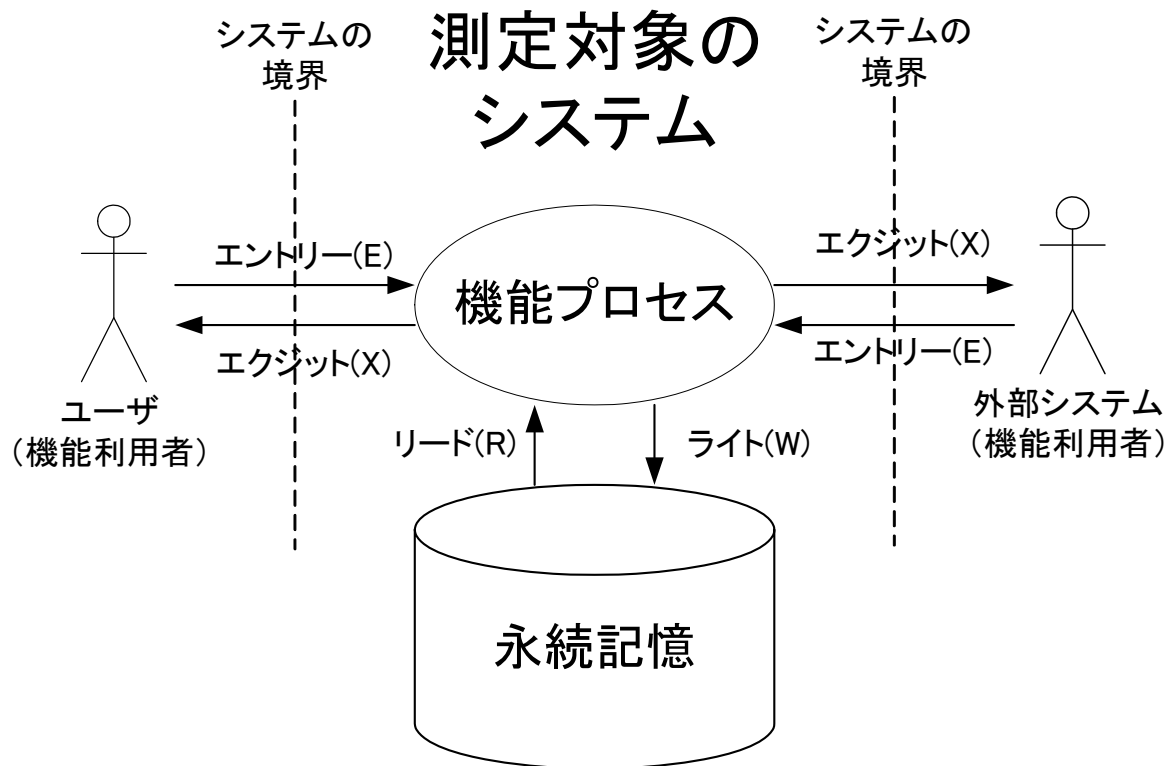 システムの
境界
測定対象の
システム
システムの
境界
エントリー(E)
エクジット(X)
機能プロセス
エクジット(X)
エントリー(E)
ユーザ
（機能利用者）
リード(R)
ライト(W)
外部システム
（機能利用者）
永続記憶